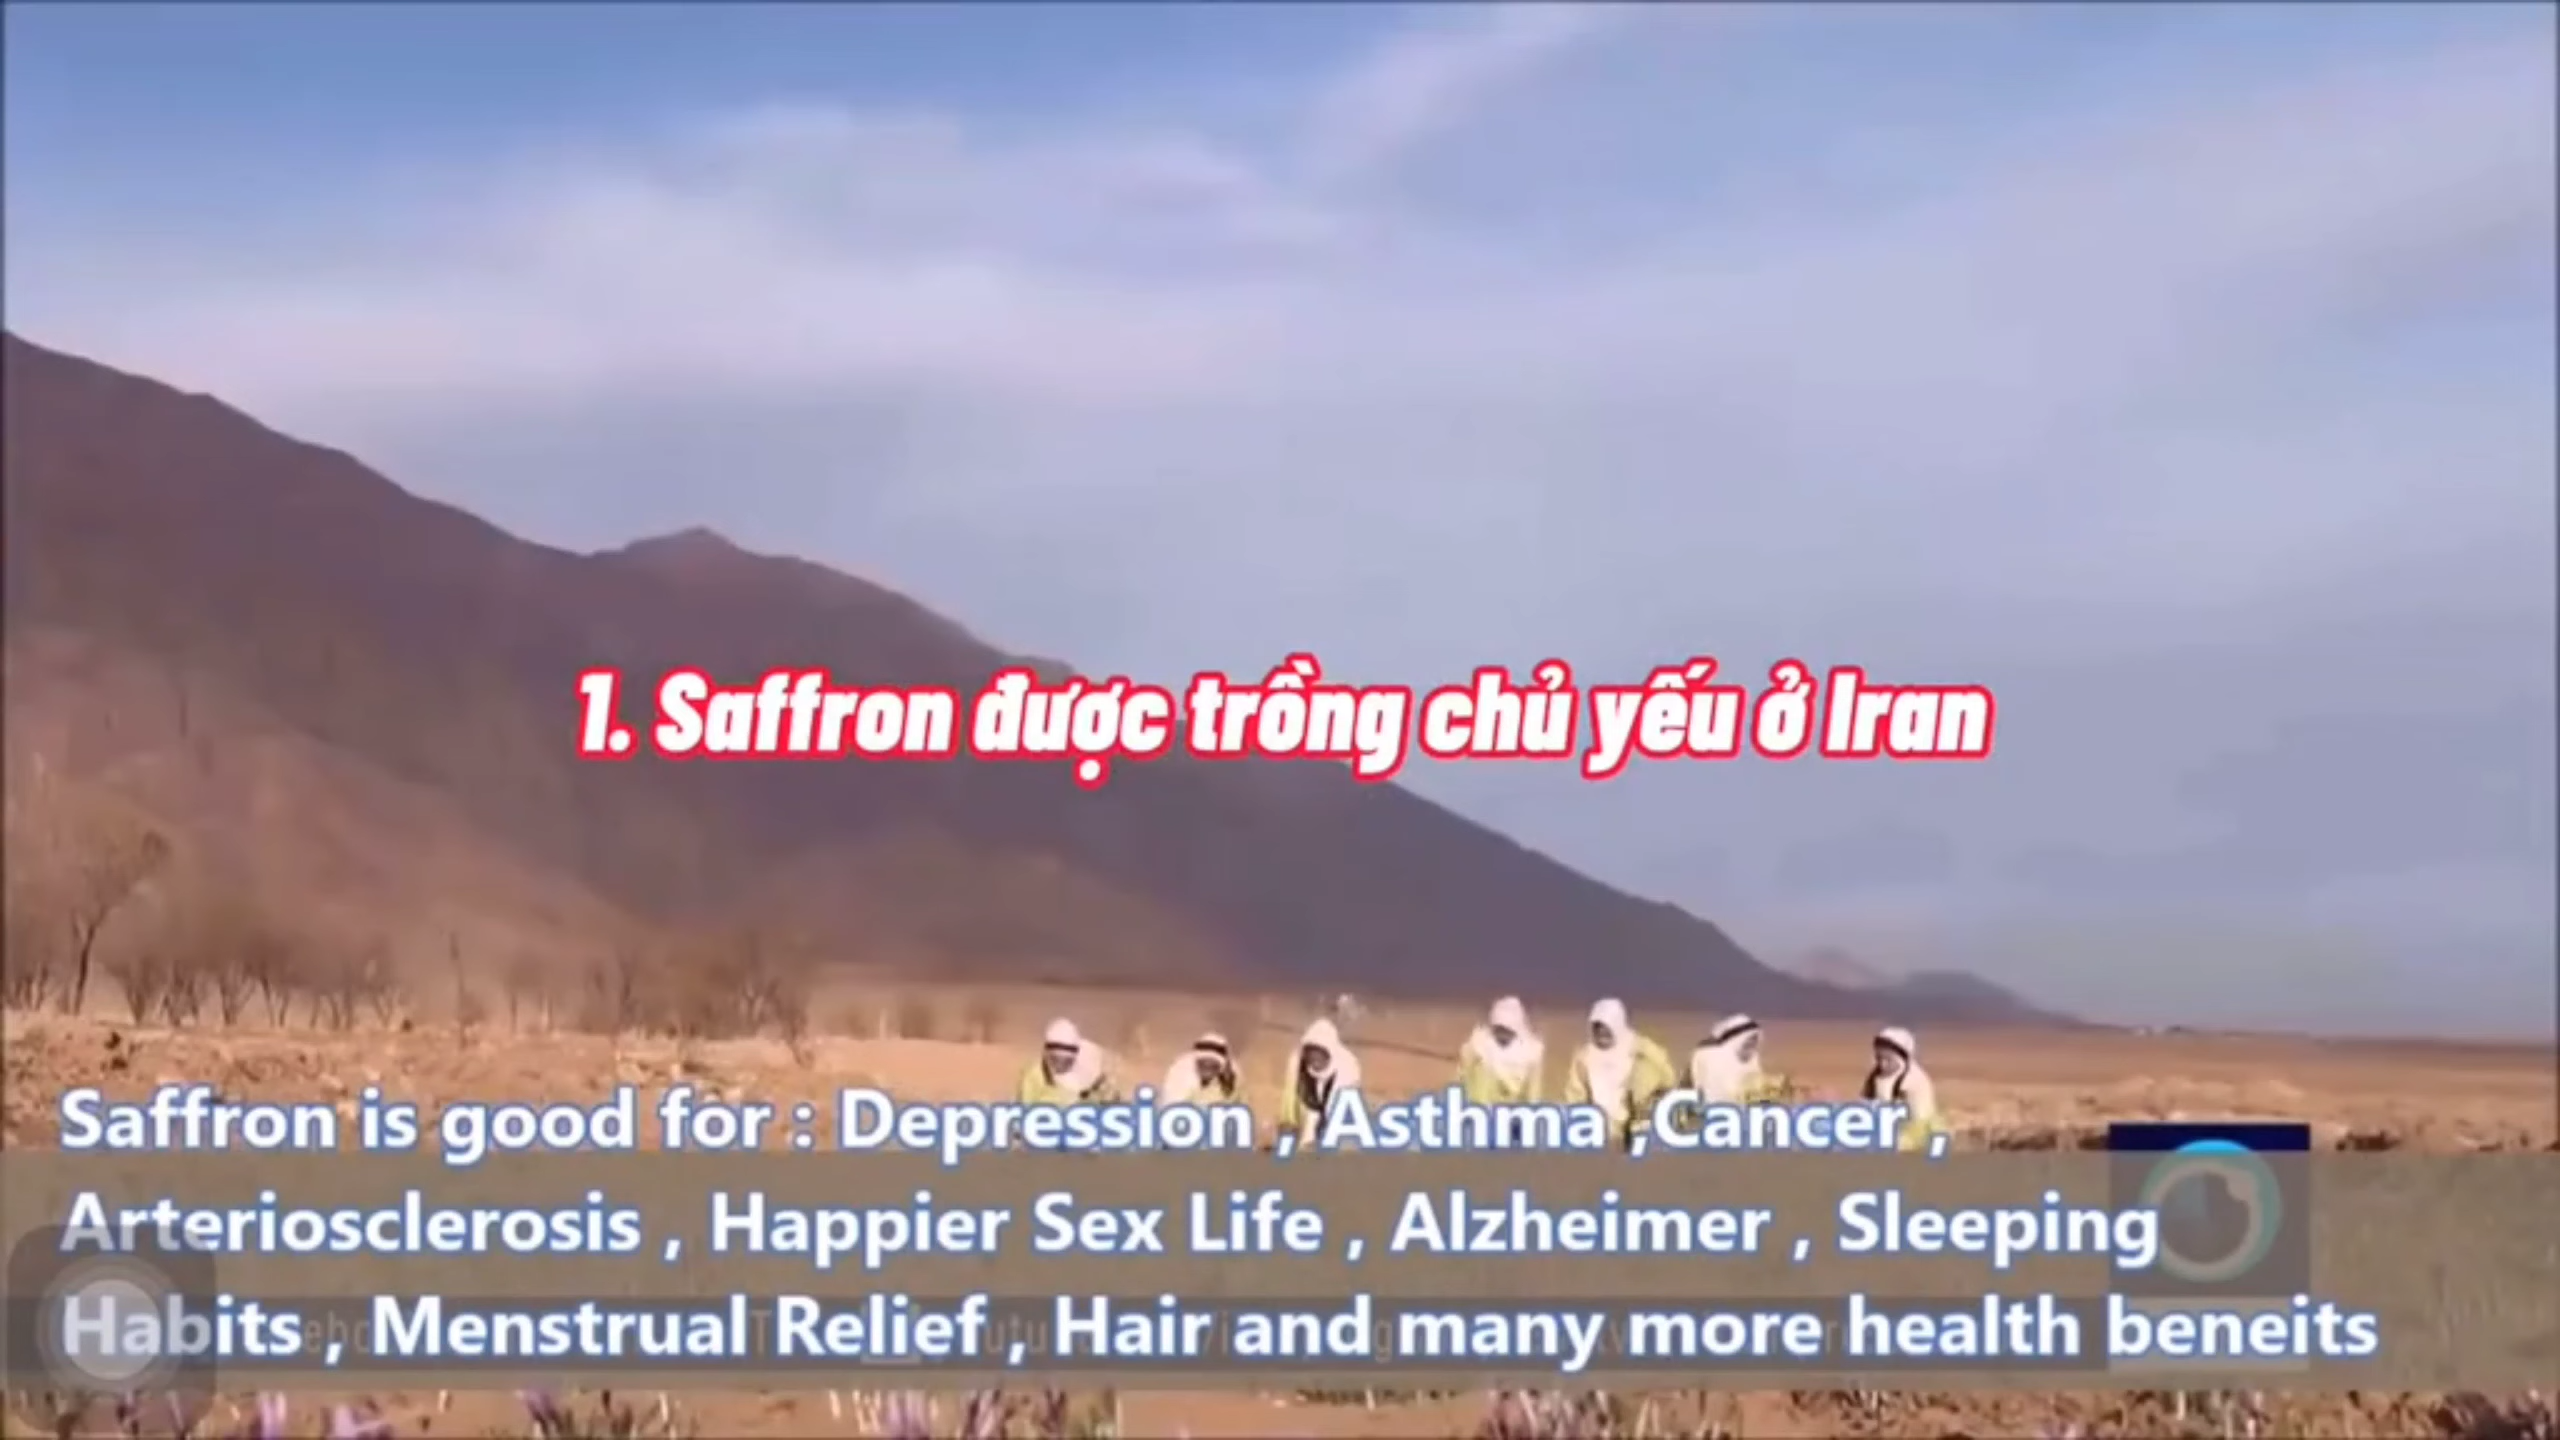 1. Saffron được trồng chủ yếu ở Iran
Saffron is good for : Depression , Asthma ,Cancer ,
Arteriosclerosis , Happier Sex Life , Alzheimer , Sleeping
Habits , Menstrual Relief , Hair and many more health beneits